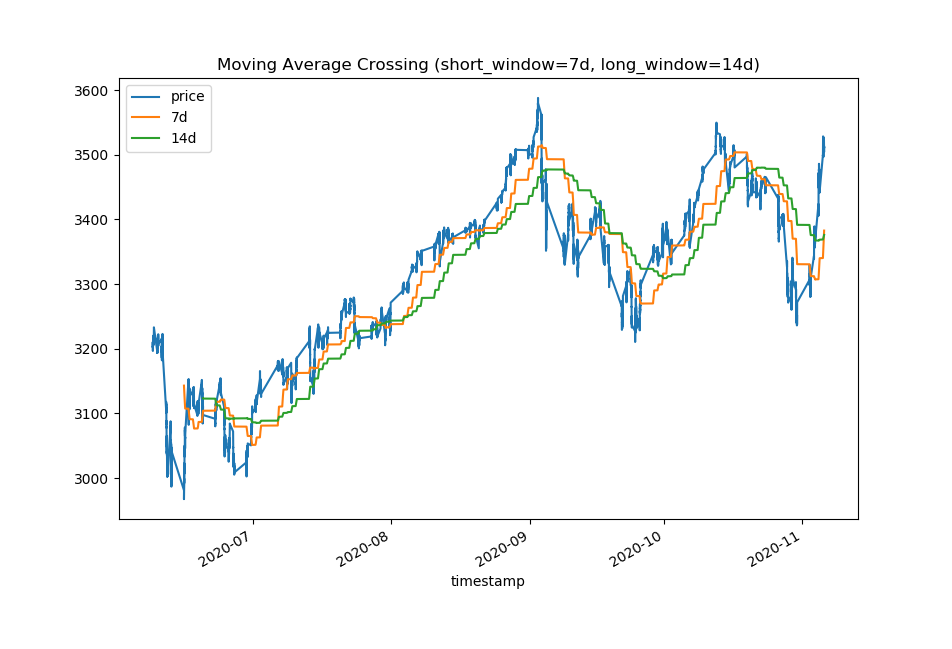 Moving Average Crossing (short_window=7d, long_window=14d)
price
7d
14d
3600
3500
3400
3300
3200
3100
3000
2020-07
2020-08
2020-09
2020-10
2020-11
timestamp